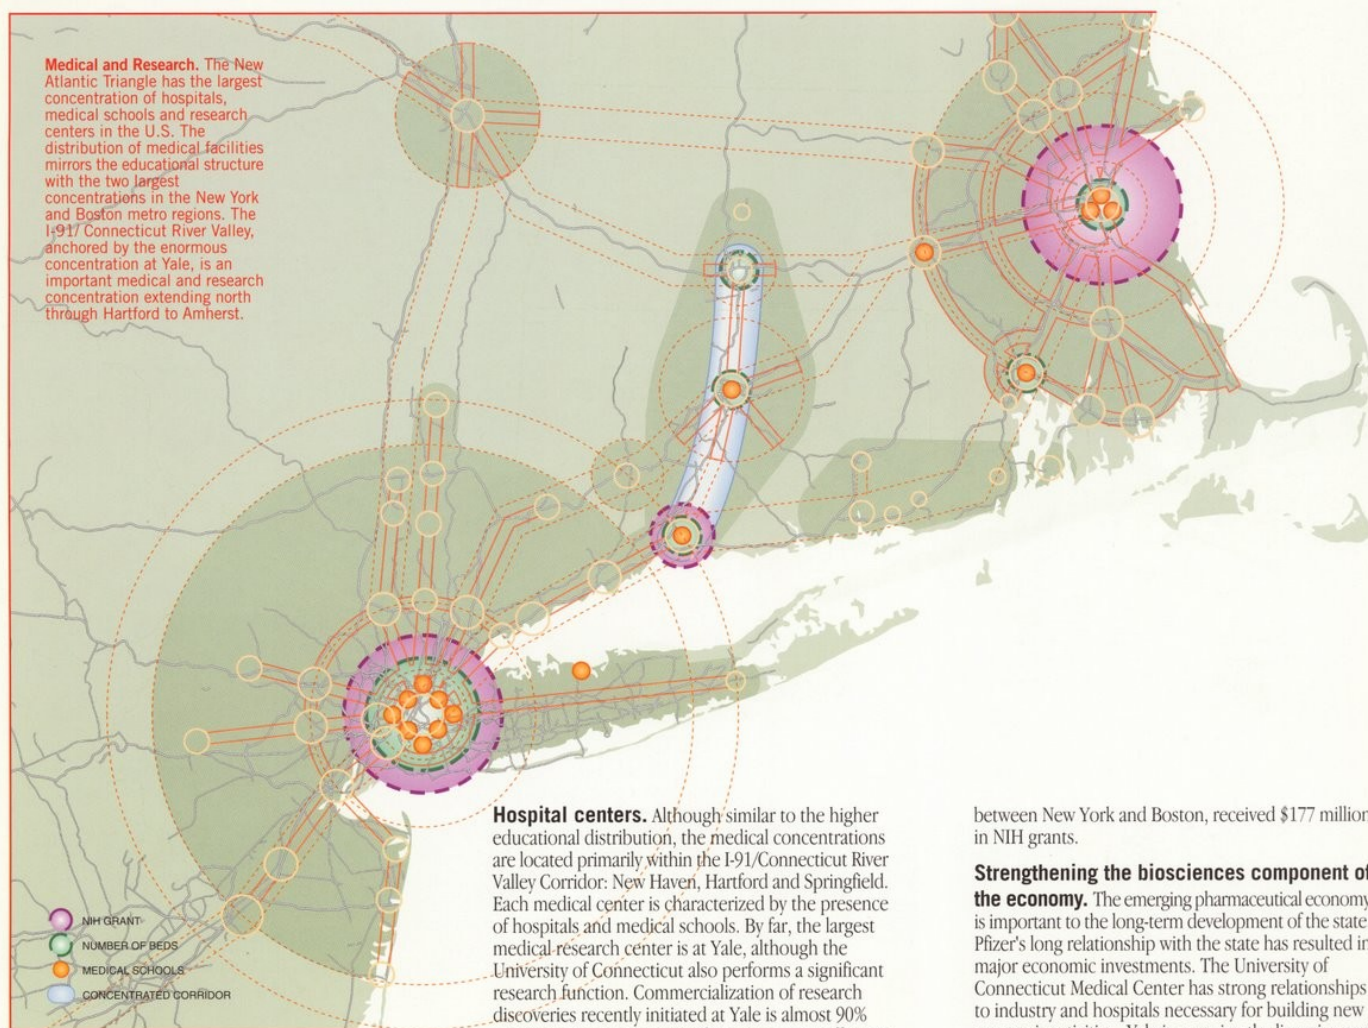 Medical and Research. The New
Atlantic Triangle has the largest
concentration of hospitals,
medical schools and research
centers in the U.S. The
distribution of medical facilities
mirrors the educational structure
with the two largest
concentrations in the New York
and Boston metro regions. The
I-91/ Connecticut River Valley,
anchored by the enormous
concentration at Yale, is an
important medical and research
concentration extending north
through Hartford to Amherst.
NIH GRANT
NUMBER OF BEDS
MEDICAL SCHOOLS
CONCENTRATED CORRIDOR
Hospital centers. Although similar to the higher
educational distribution, the medical concentrations
are located primarily within the I-91/Connecticut River
Valley Corridor: New Haven, Hartford and Springfield.
Each medical center is characterized by the presence
of hospitals and medical schools. By far, the largest
medical research center is at Yale, although the
University of Connecticut also performs a significant
research function. Commercialization of research
discoveries recently initiated at Yale is almost 90%
between New York and Boston, received $177 million
in NIH grants.
Strengthening the biosciences component of
the economy. The emerging pharmaceutical economy
is important to the long-term development of the state
Pfizer's long relationship with the state has resulted in
major economic investments. The University of
Connecticut Medical Center has strong relationships
to industry and hospitals necessary for building new